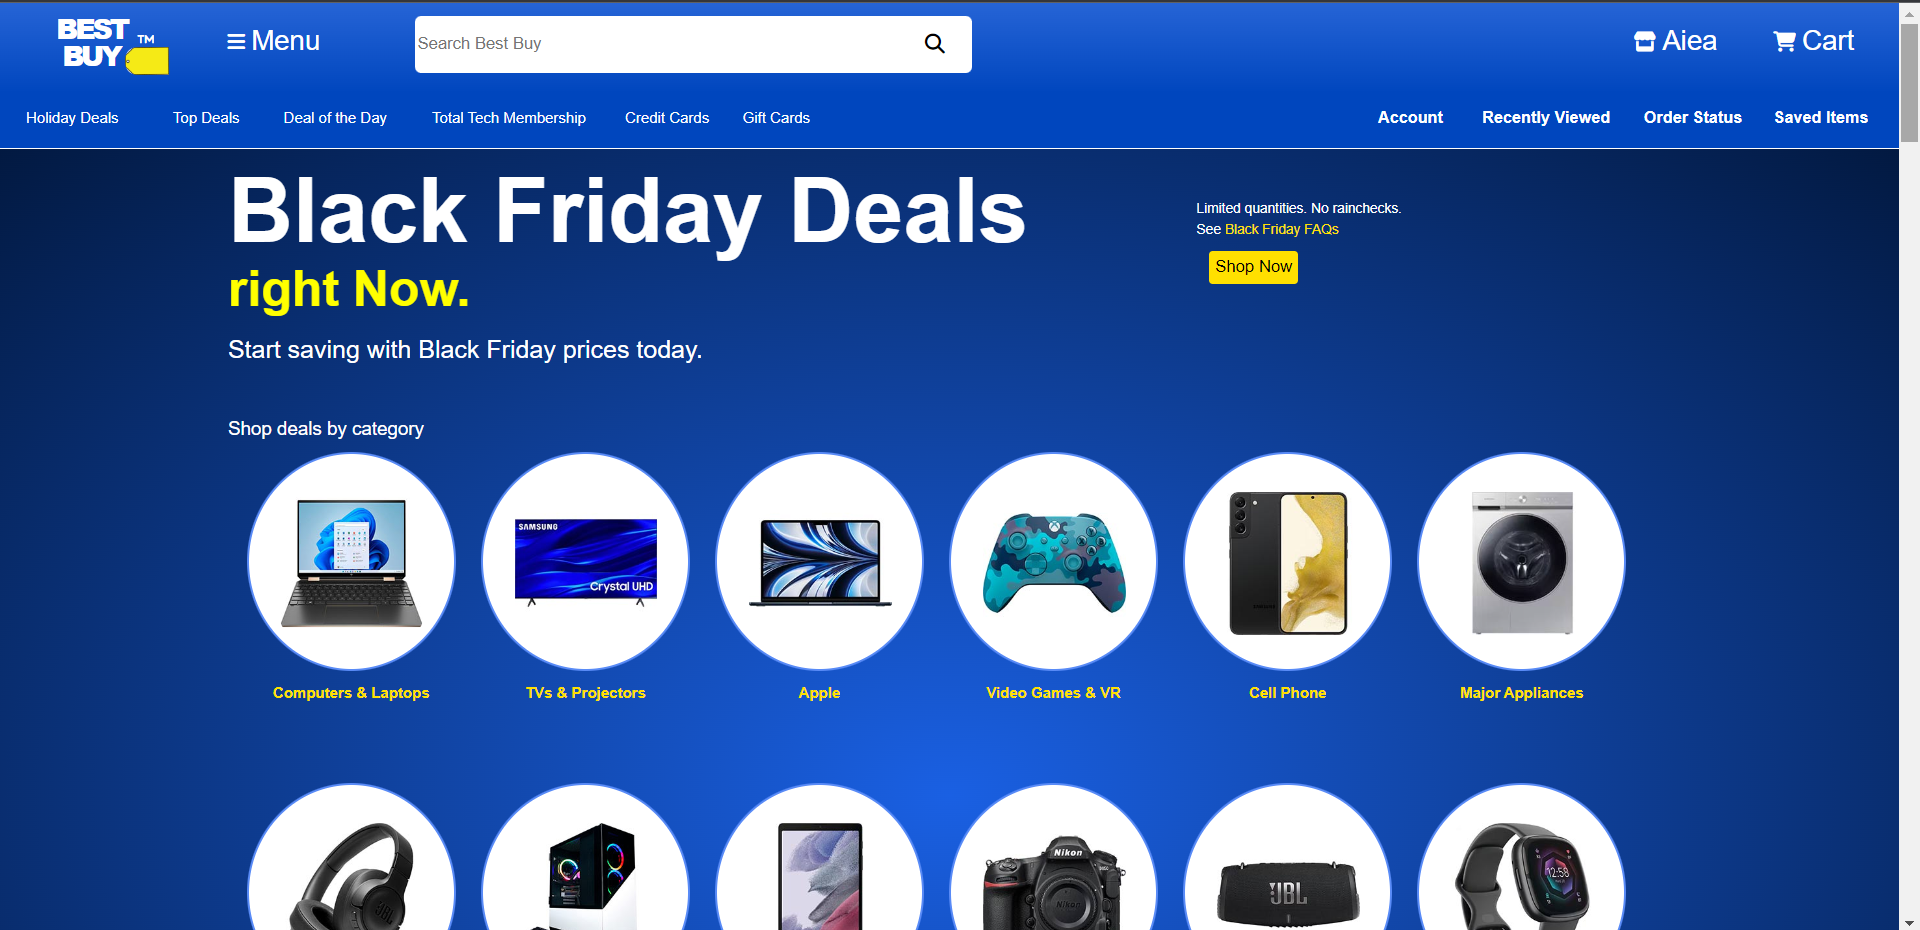 BEST
BUY ™
Menu
Search Best Buy
Aiea
Cart
Holiday Deals
Top Deals
Deal of the Day
Total Tech Membership
Credit Cards
Gift Cards
Account
Recently Viewed
Order Status
Saved Items
Black Friday Deals
right Now.
Start saving with Black Friday prices today.
Limited quantities. No rainchecks.
See Black Friday FAQs
Shop Now
Shop deals by category
SAMSUNG
Crystal UHD
Computers & Laptops
TVs & Projectors
Apple
Video Games & VR
Cell Phone
Major Appliances
JBL
Nikon
Nikon
JBL
12:58